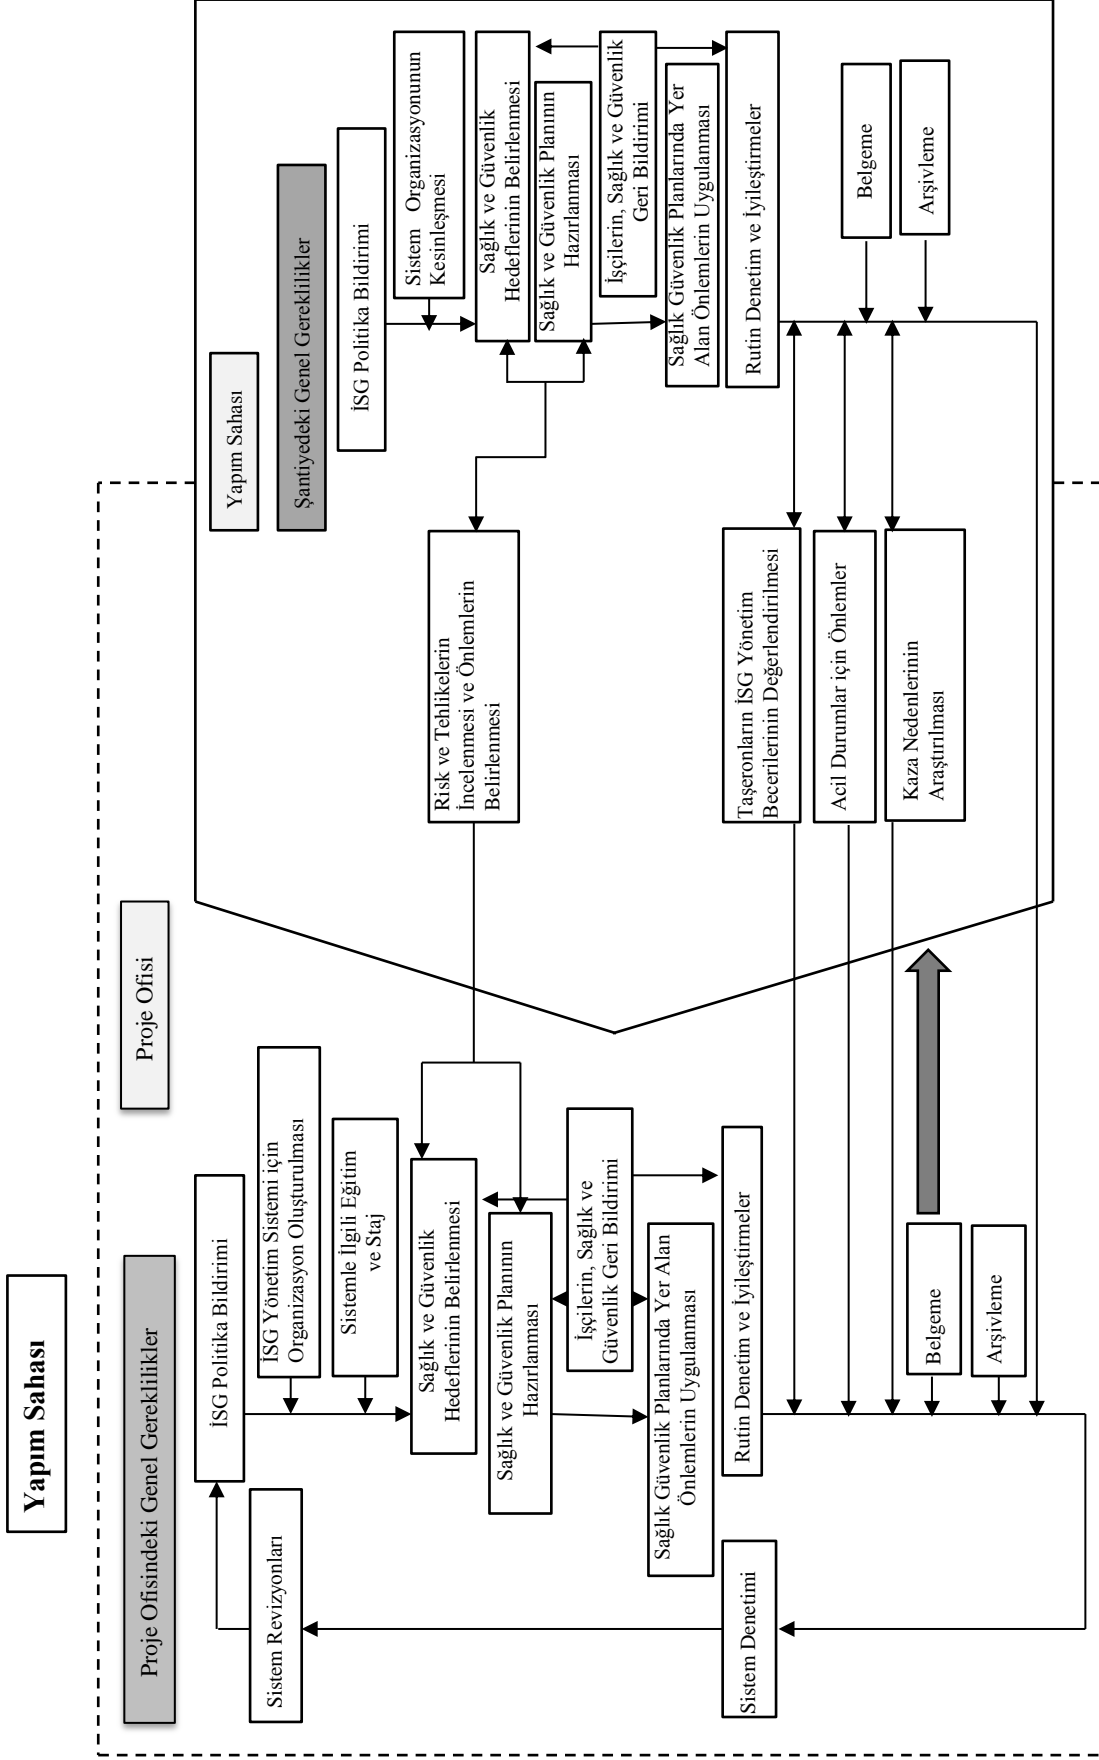 Yapım Sahası
Proje Ofisi
Proje Ofisindeki Genel Gereklilikler
İSG Politika Bildirimi
İSG Yönetim Sistemi için
Organizasyon Oluşturulması
Sistemle İlgili Eğitim
ve Staj
Sağlık ve Güvenlik
Hedeflerinin Belirlenmesi
Sağlık ve Güvenlik Planının
Hazırlanması
İşçilerin, Sağlık ve
Güvenlik Geri Bildirimi
Sağlık Güvenlik Planlarında Yer Alan
Önlemlerin Uygulanması
Rutin Denetim ve İyileştirmeler
Belgeme
Arşivleme
Sistem Revizyonları
Sistem Denetimi
Risk ve Tehlikelerin
İncelenmesi ve Önlemlerin
Belirlenmesi
Taşeronların İSG Yönetim
Becerilerinin Değerlendirilmesi
Acil Durumlar için Önlemler
Kaza Nedenlerinin
Araştırılması
Yapım Sahası
Şantiyedeki Genel Gereklilikler
İSG Politika Bildirimi
Sistem Organizasyonunun
Kesinleşmesi
Sağlık ve Güvenlik
Hedeflerinin Belirlenmesi
Sağlık ve Güvenlik Planının
Hazırlanması
İşçilerin, Sağlık ve Güvenlik
Geri Bildirimi
Sağlık Güvenlik Planlarında Yer
Alan Önlemlerin Uygulanması
Rutin Denetim ve İyileştirmeler
Belgeme
Arşivleme